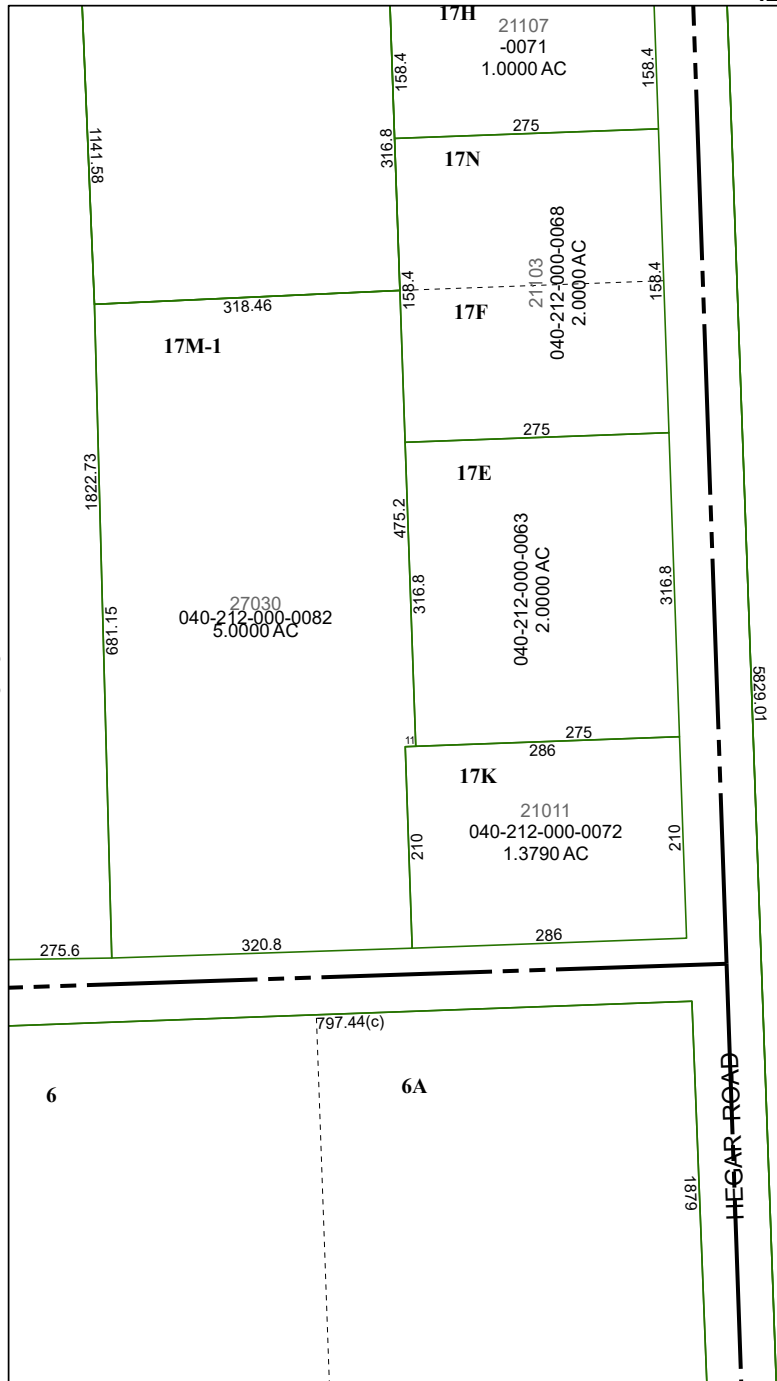 17H
21107
-0071
1.0000 AC
158.4
158.4
275
1141.58
316.8
17N
21103
040-212-000-0068
2.0000 AC
158.4
158.4
318.46
17F
17M-1
275
17E
1822.73
475.2
040-212-000-0063
2.0000 AC
316.8
316.8
27030
040-212-000-0082
5.0000 AC
681.15
5829.01
11
275
286
17K
21011
040-212-000-0072
1.3790 AC
210
210
275.6
320.8
286
797.44(c)
6
6A
HEGAR ROAD
1879